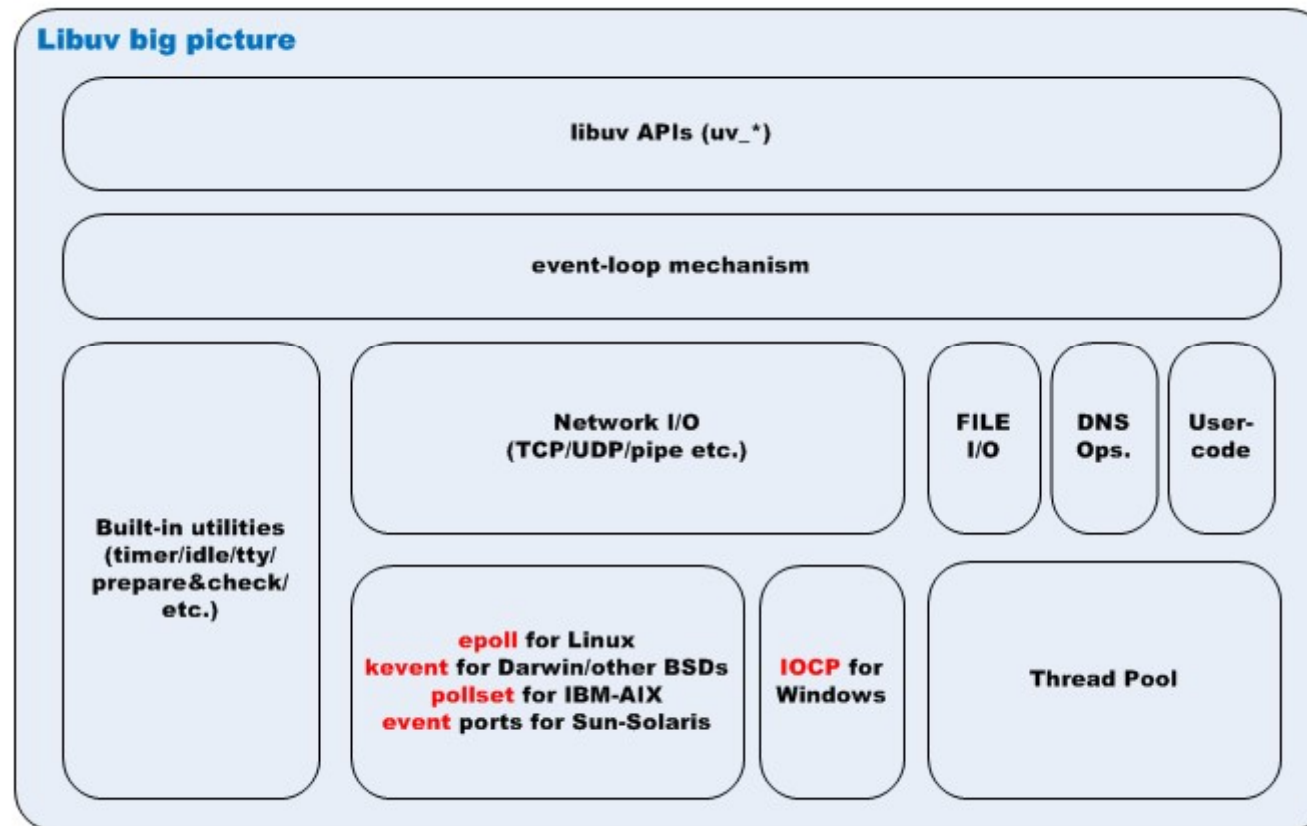 Libuv big picture
libuv APIs (uv_*)
event-loop mechanism
Built-in utilities
(timer/idle/tty/
prepare&check/
etc.)
Network I/O
(TCP/UDP/pipe etc.)
FILE
I/O
DNS
Ops.
User-
code
epoll for Linux
kevent for Darwin/other BSDs
pollset for IBM-AIX
event ports for Sun-Solaris
IOCP for
Windows
Thread Pool